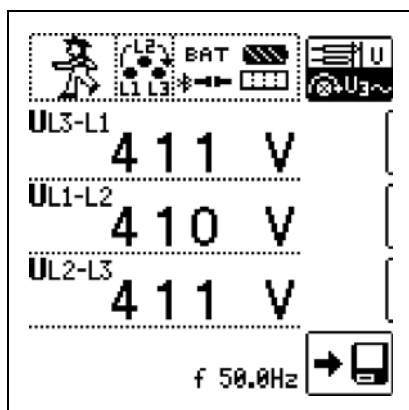 L2 BAT U
L1 L3 U3~
UL3-L1
411 V
UL1-L2
410 V
UL2-L3
411 V
f 50.0Hz